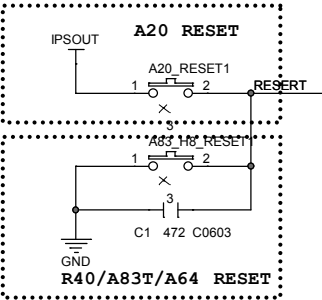 A20 RESET
IPSOUT
A20_RESET1
1 2 RESERT
3
A83_H8_RESET1
1 2
3
C1 472 C0603
GND
R40/A83T/A64 RESET